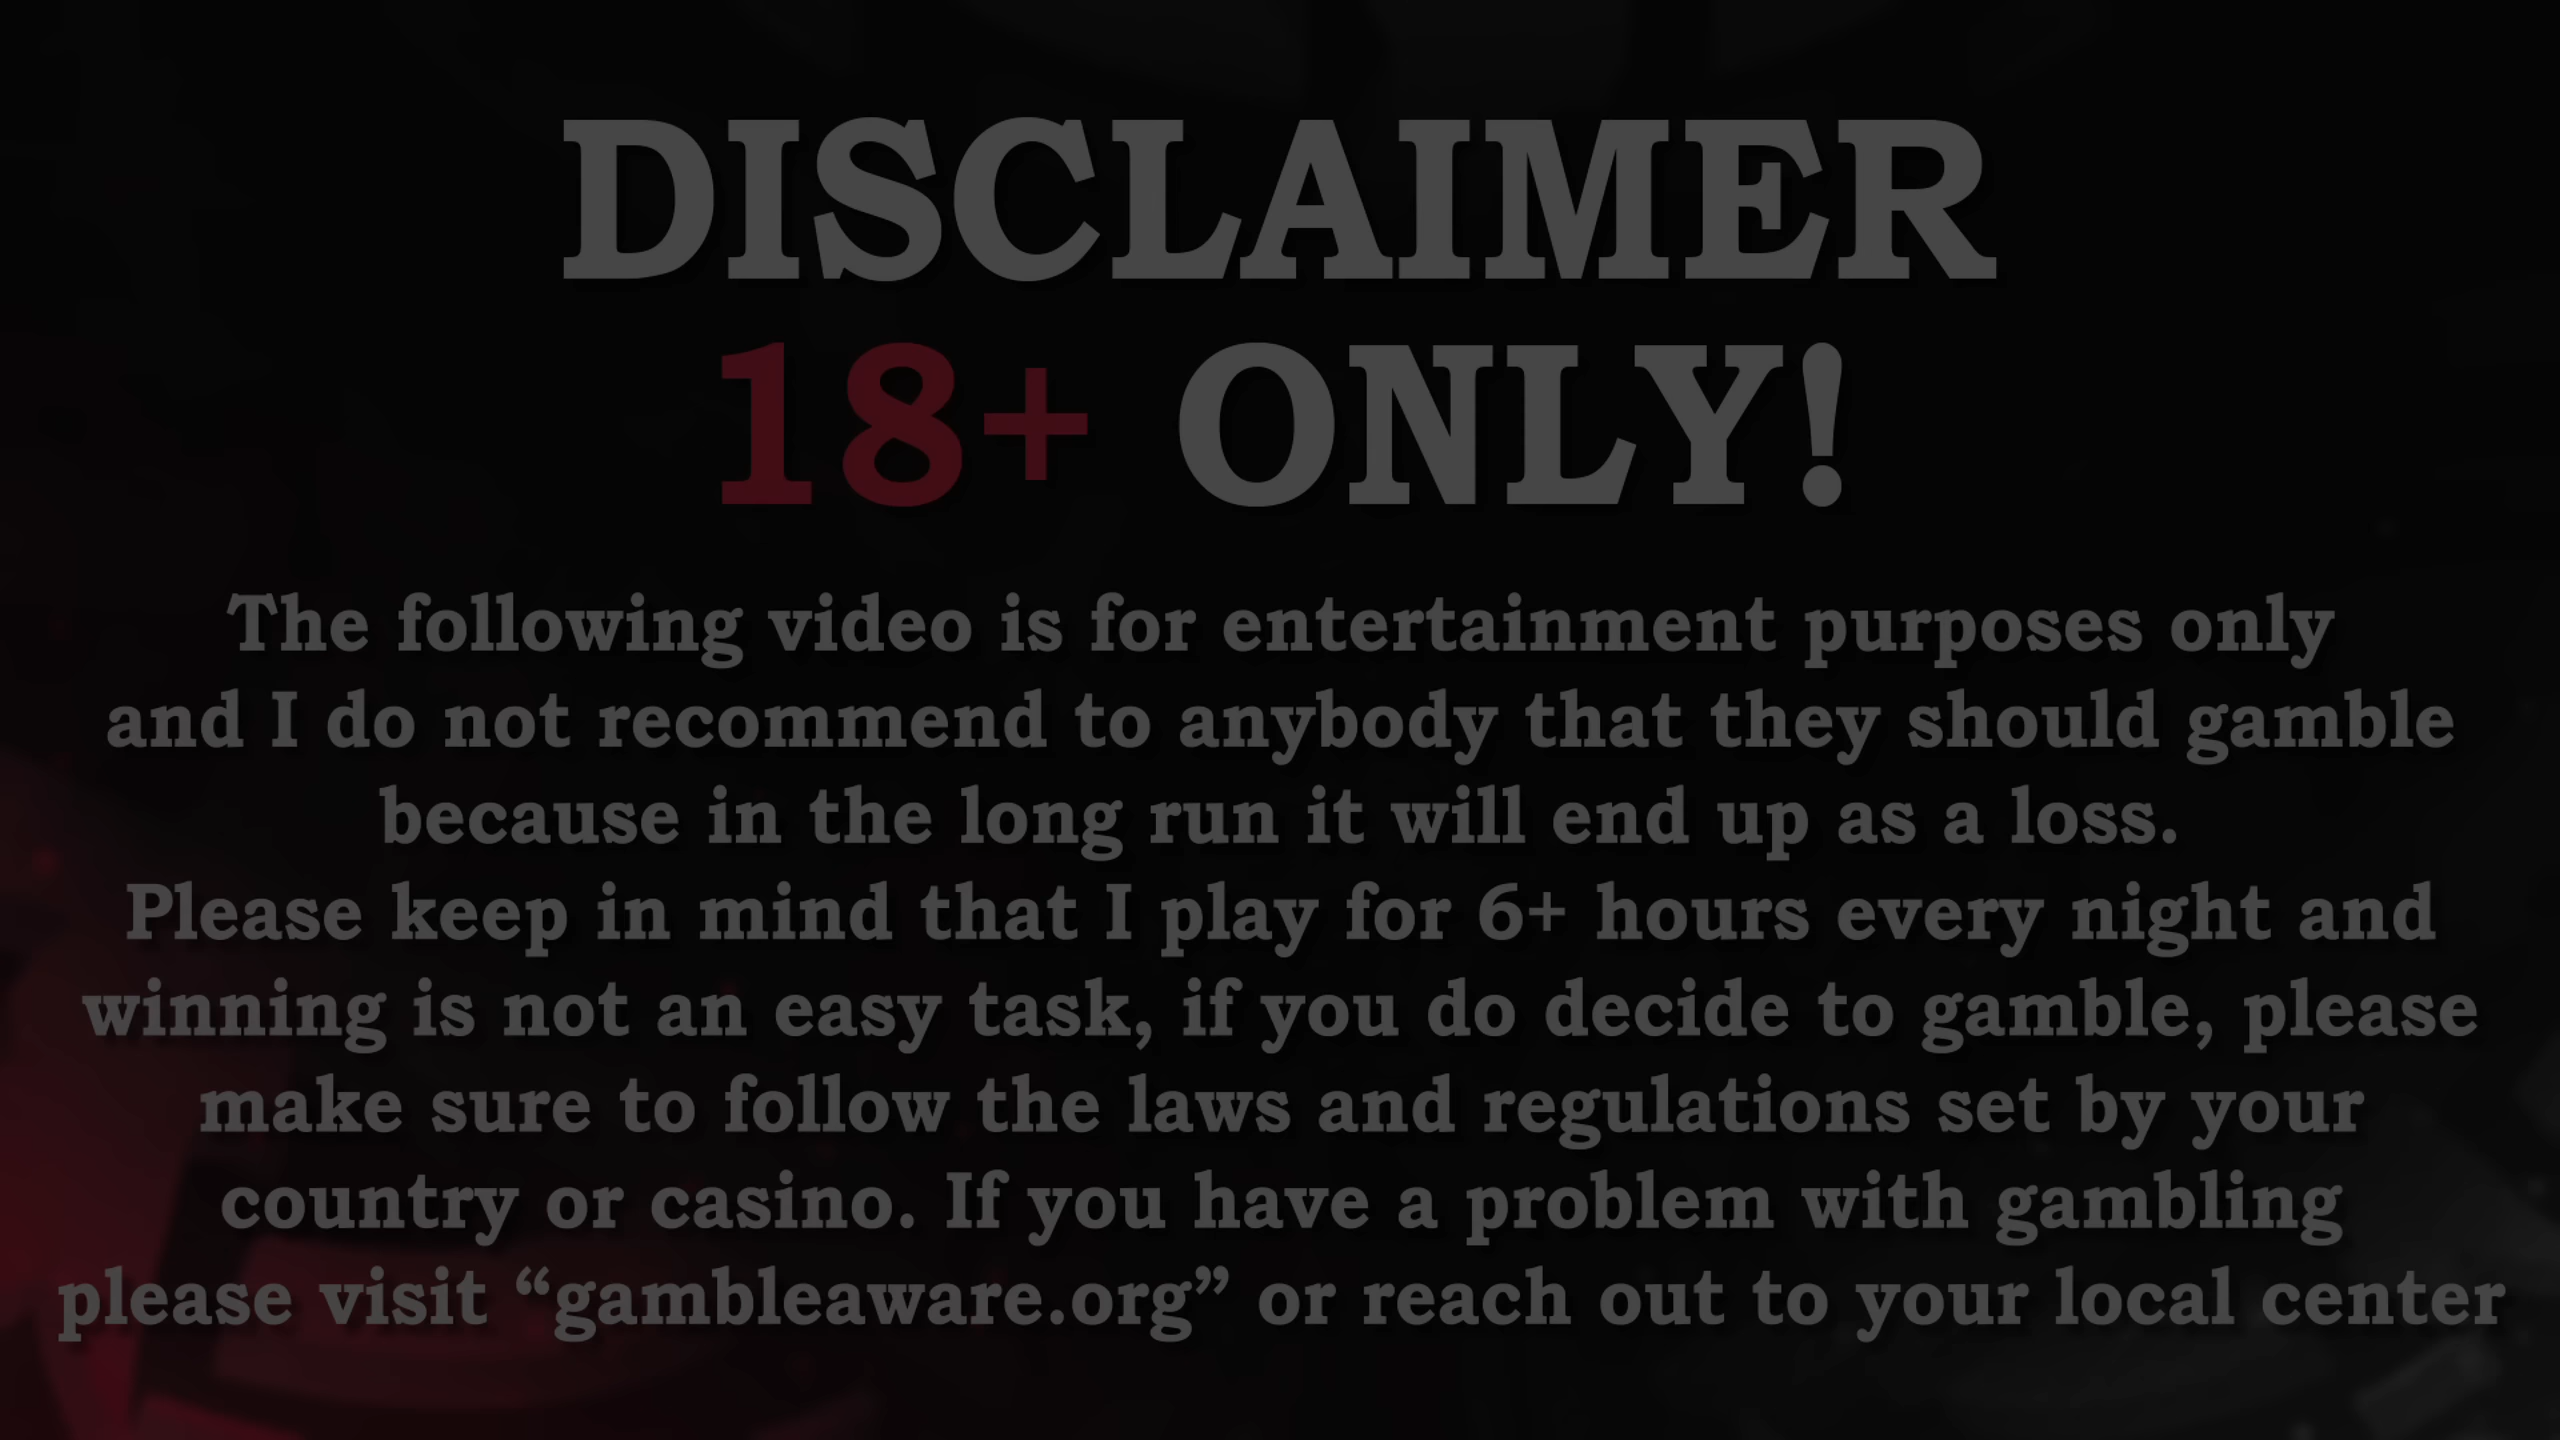 DISCLAIMER
18+ ONLY!
The following video is for entertainment purposes only
and I do not recommend to anybody that they should gamble
because in the long run it will end up as a loss.
Please keep in mind that I play for 6+ hours every night and
winning is not an easy task, if you do decide to gamble, please
make sure to follow the laws and regulations set by your
country or casino. If you have a problem with gambling
please visit “gambleaware.org” or reach out to your local center